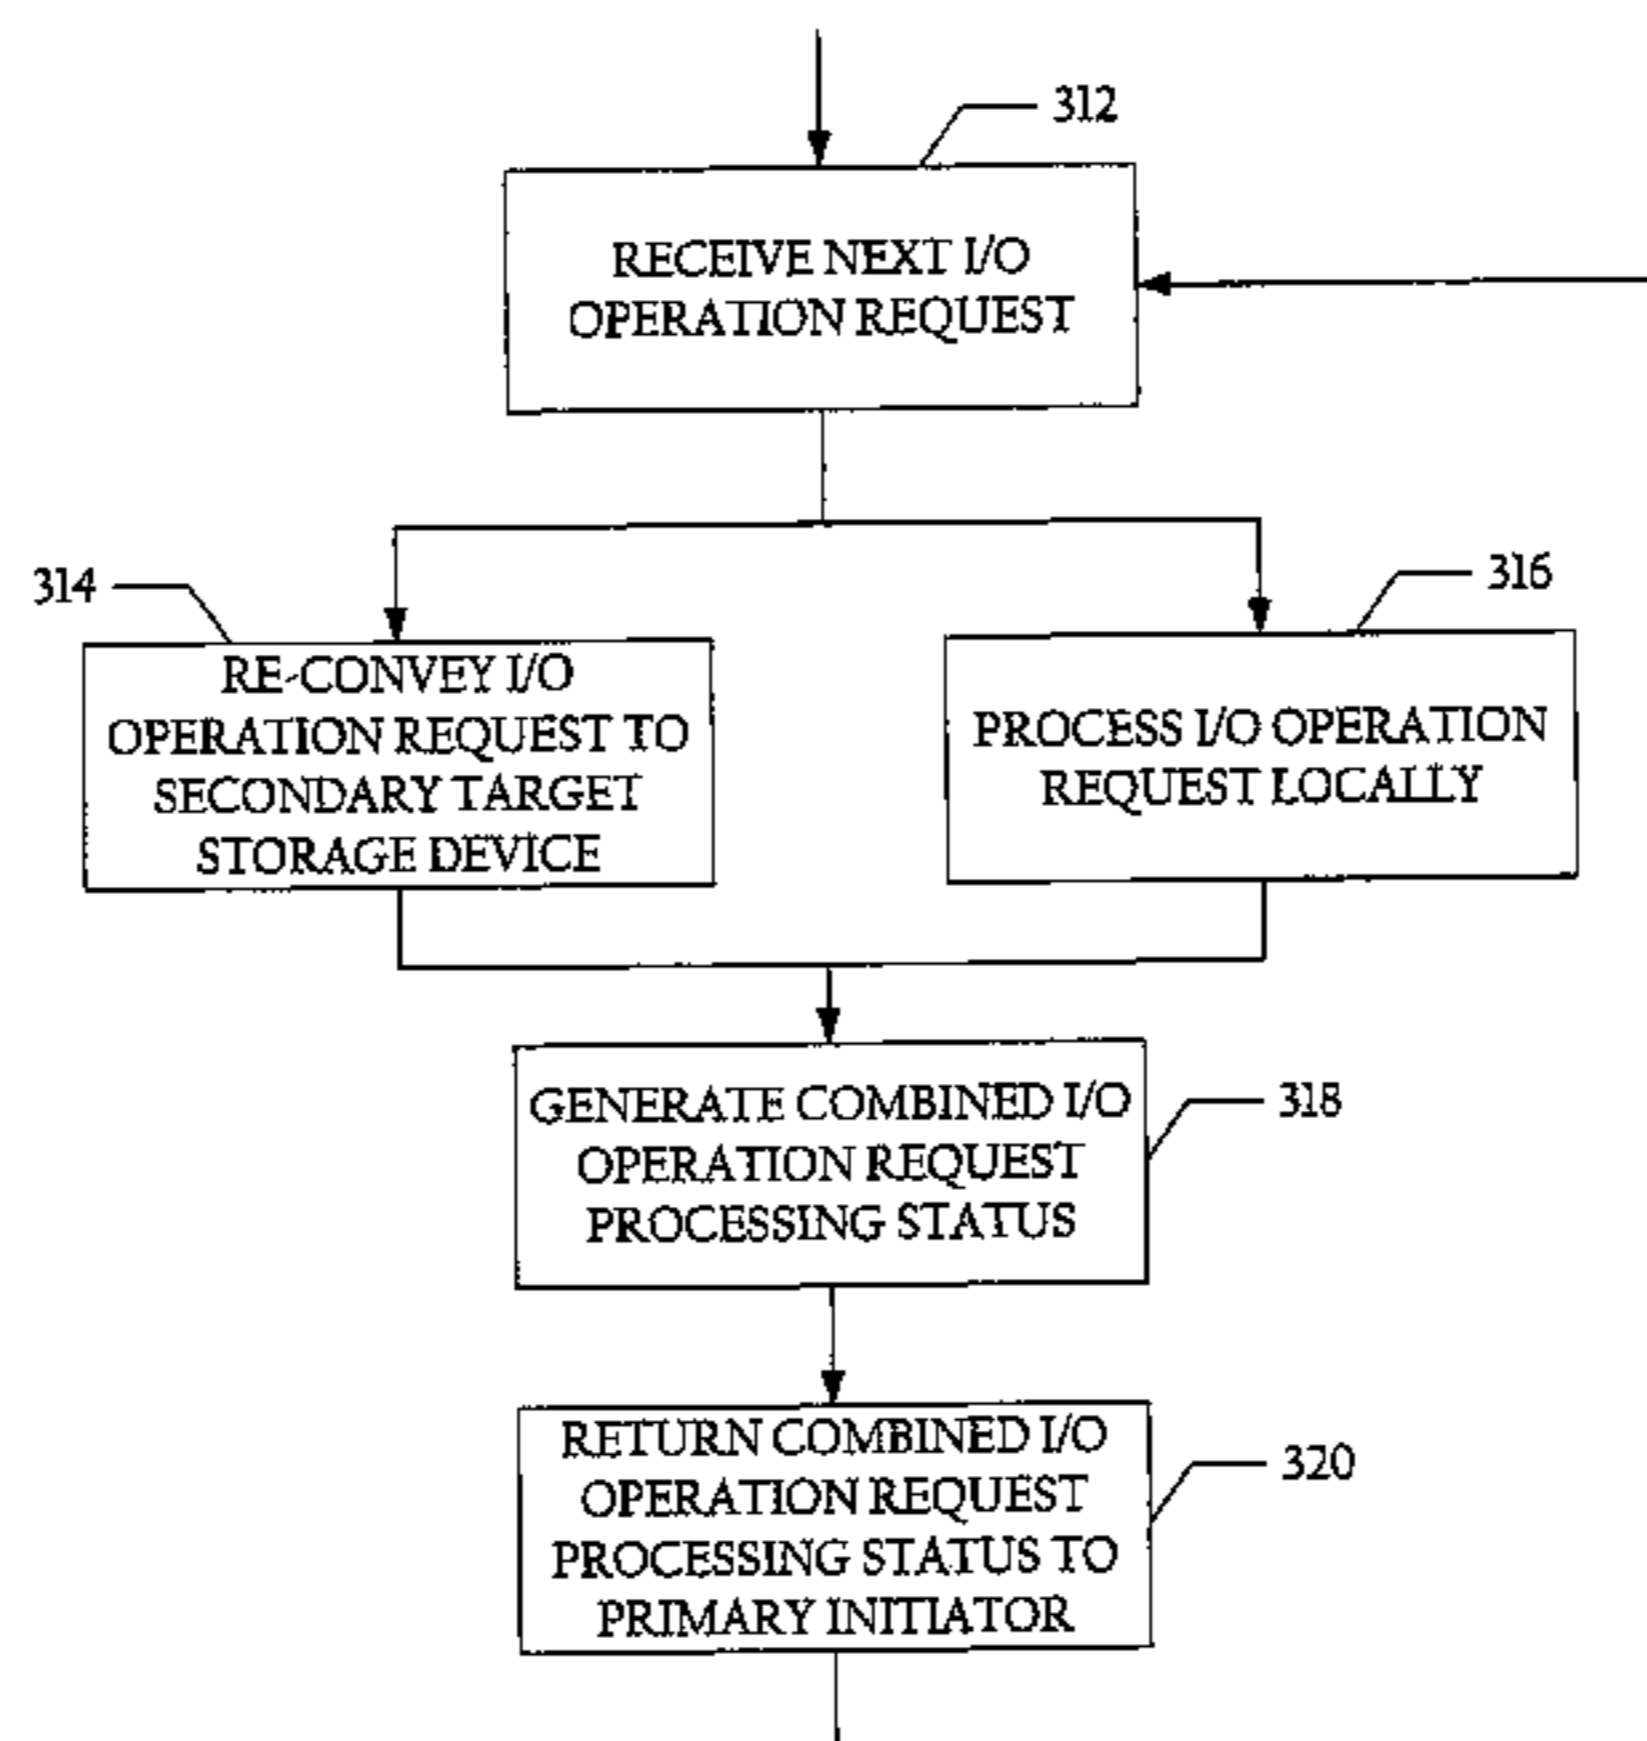 312
RECEIVE NEXT I/O
OPERATION REQUEST
314
RE-CONVEY I/O
OPERATION REQUEST TO
SECONDARY TARGET
STORAGE DEVICE
316
PROCESS I/O OPERATION
REQUEST LOCALLY
GENERATE COMBINED I/O
OPERATION REQUEST
PROCESSING STATUS
318
RETURN COMBINED I/O
OPERATION REQUEST
PROCESSING STATUS TO
PRIMARY INITIATOR
320